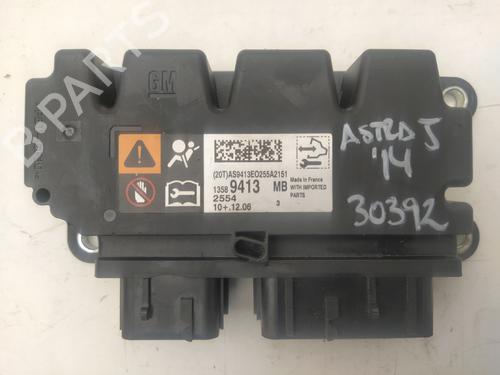 B-PARTS
GM
(20T)AS9413EO255A2151
1358 9413 MB
2554
10+.12.06 3
Made in France
WITH IMPORTED
PARTS
ASTRA J
'14
30392